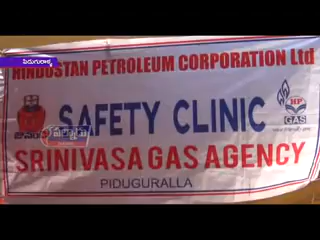 పిడుగురాళ్ళ
HINDUSTAN PETROLEUM CORPORATION Ltd
SAFETY CLINIC
HP
GAS
SRINIVASA GAS AGENCY
PIDUGURALLA